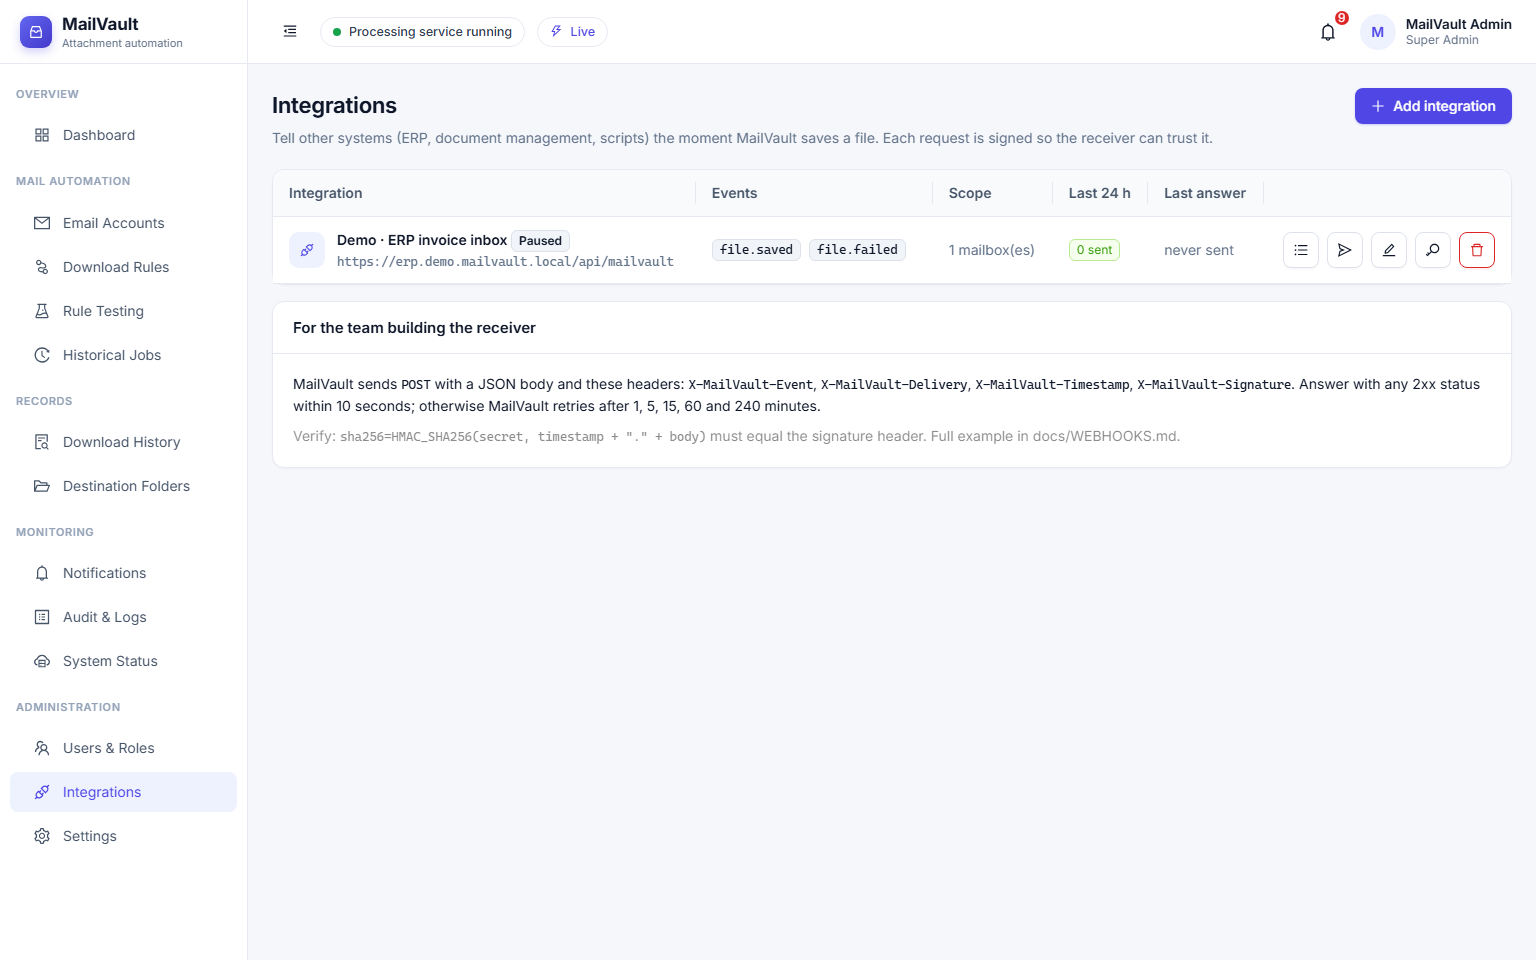 MailVault
Attachment automation
Processing service running
Live
9
M
MailVault Admin
Super Admin
OVERVIEW
Dashboard
MAIL AUTOMATION
Email Accounts
Download Rules
Rule Testing
Historical Jobs
RECORDS
Download History
Destination Folders
MONITORING
Notifications
Audit & Logs
System Status
ADMINISTRATION
Users & Roles
Integrations
Settings
Integrations
Add integration
Tell other systems (ERP, document management, scripts) the moment MailVault saves a file. Each request is signed so the receiver can trust it.
Integration Events Scope Last 24 h Last answer
Demo · ERP invoice inbox Paused
https://erp.demo.mailvault.local/api/mailvault
file.saved file.failed 1 mailbox(es) 0 sent never sent
For the team building the receiver
MailVault sends POST with a JSON body and these headers: X-MailVault-Event, X-MailVault-Delivery, X-MailVault-Timestamp, X-MailVault-Signature. Answer with any 2xx status
within 10 seconds; otherwise MailVault retries after 1, 5, 15, 60 and 240 minutes.
Verify: sha256=HMAC_SHA256(secret, timestamp + "." + body) must equal the signature header. Full example in docs/WEBHOOKS.md.